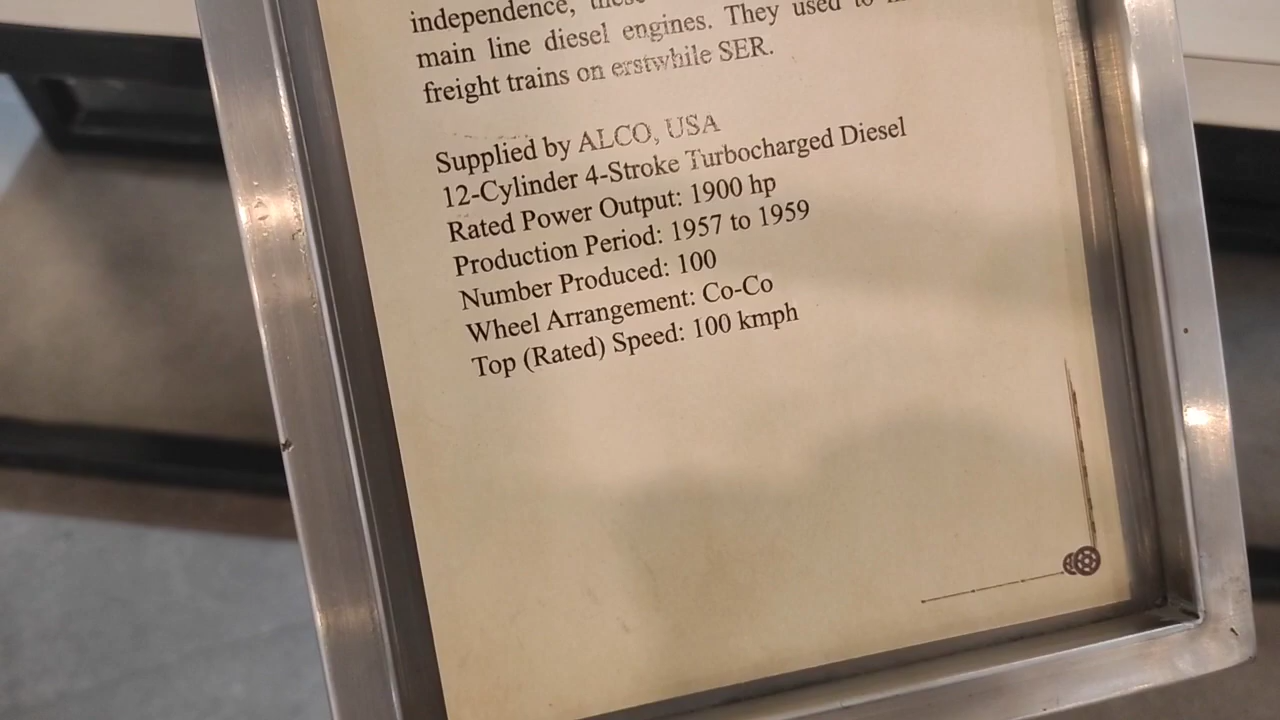 independence, these
main line diesel engines. They used to
freight trains on erstwhile SER.
Supplied by ALCO, USA
12-Cylinder 4-Stroke Turbocharged Diesel
Rated Power Output: 1900 hp
Production Period: 1957 to 1959
Number Produced: 100
Wheel Arrangement: Co-Co
Top (Rated) Speed: 100 kmph